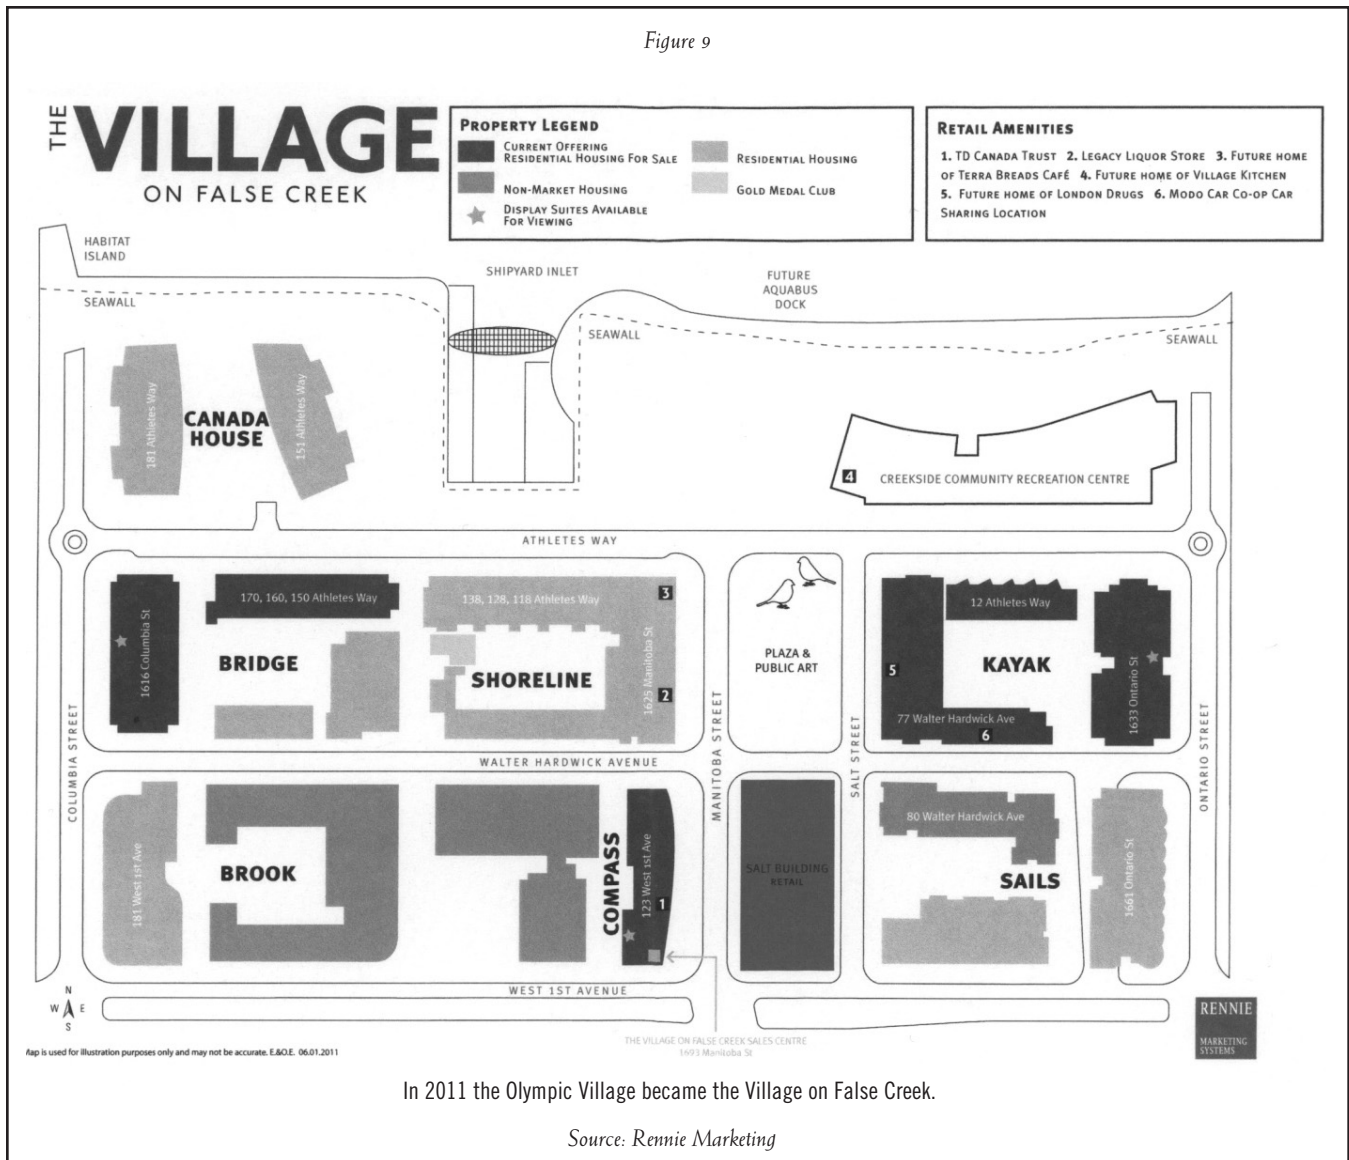 Figure 9
THE
VILLAGE
ON FALSE CREEK
PROPERTY LEGEND
CURRENT OFFERING
RESIDENTIAL HOUSING FOR SALE
RESIDENTIAL HOUSING
NON-MARKET HOUSING
GOLD MEDAL CLUB
DISPLAY SUITES AVAILABLE
FOR VIEWING
RETAIL AMENITIES
1. TD CANADA TRUST 2. LEGACY LIQUOR STORE 3. FUTURE HOME
OF TERRA BREADS CAFÉ 4. FUTURE HOME OF VILLAGE KITCHEN
5. FUTURE HOME OF LONDON DRUGS 6. MODO CAR CO-OP CAR
SHARING LOCATION
HABITAT
ISLAND
SEAWALL
SHIPYARD INLET
FUTURE
AQUABUS
DOCK
SEAWALL
SEAWALL
181 Athletes Way
CANADA
HOUSE
151 Athletes Way
4
CREEKSIDE COMMUNITY RECREATION CENTRE
ATHLETES WAY
1616 Columbia St
170, 160, 150 Athletes Way
BRIDGE
138, 128, 118 Athletes Way
3
SHORELINE
1625 Manitoba St
2
PLAZA &
PUBLIC ART
12 Athletes Way
KAYAK
5
77 Walter Hardwick Ave
6
1633 Ontario St
COLUMBIA STREET
WALTER HARDWICK AVENUE
MANITOBA STREET
SALT STREET
ONTARIO STREET
181 West 1st Ave
BROOK
COMPASS
123 West 1st Ave
1
SALT BUILDING
RETAIL
80 Walter Hardwick Ave
SAILS
1661 Ontario St
WEST 1ST AVENUE
N
W E
S
RENNIE
MARKETING
SYSTEMS
THE VILLAGE ON FALSE CREEK SALES CENTRE
1693 Manitoba St
Map is used for illustration purposes only and may not be accurate. E.&O.E. 06.01.2011
In 2011 the Olympic Village became the Village on False Creek.
Source: Rennie Marketing